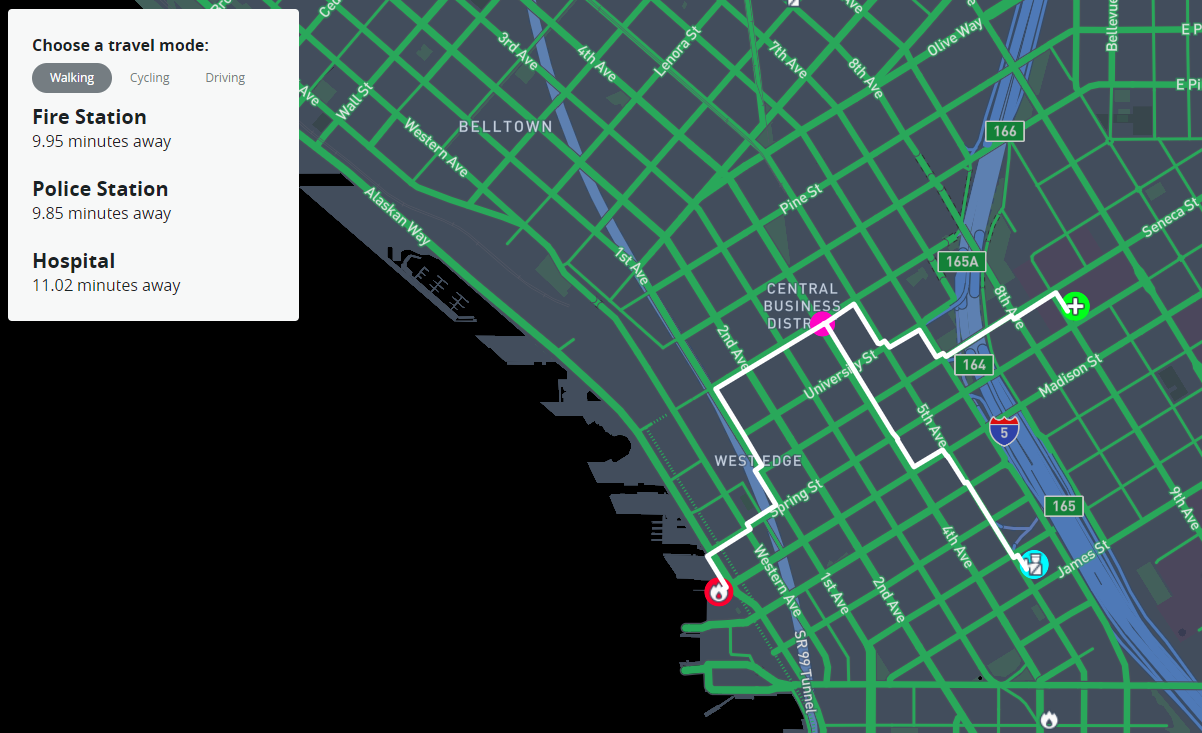 Choose a travel mode:
Walking Cycling Driving
Fire Station
9.95 minutes away
Police Station
9.85 minutes away
Hospital
11.02 minutes away
3rd Ave
4th Ave
Lenora St
7th Ave
8th Ave
Olive Way
Bellevue
E P
E Pi
Ave
Wall St
Western Ave
BELLTOWN
166
Alaskan Way
Pine St
Seneca St
1st Ave
165A
CENTRAL
BUSINESS
DISTR
8th Ave
2nd Ave
University St
164
Madison St
5th Ave
5
WEST EDGE
Spring St
165
9th Ave
4th Ave
James St
Western Ave
1st Ave
2nd Ave
SR 99 Tunnel